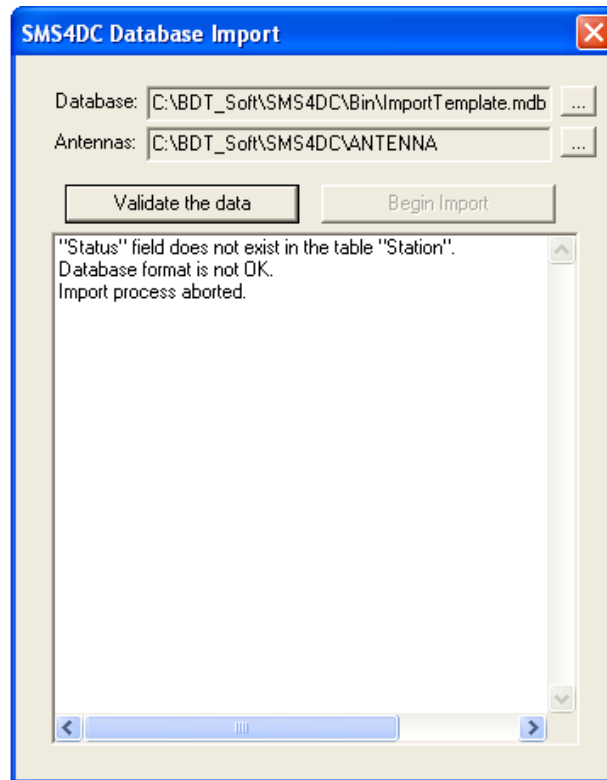 SMS4DC Database Import
Database: C:\BDT_Soft\SMS4DC\Bin\ImportTemplate.mdb ...
Antennas: C:\BDT_Soft\SMS4DC\ANTENNA ...
Validate the data Begin Import
"Status" field does not exist in the table "Station".
Database format is not OK.
Import process aborted.